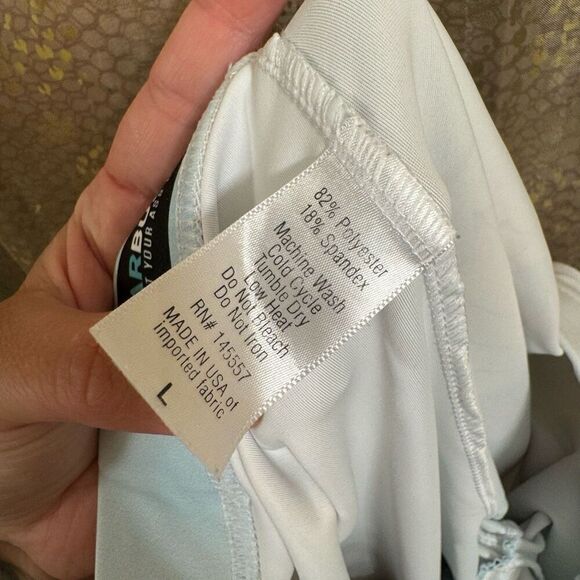 82% Polyester
18% Spandex
Machine Wash
Cold Cycle
Tumble Dry
Low Heat
Do Not Bleach
Do Not Iron
RN# 145557
MADE IN USA of
imported fabric
L
YOUR